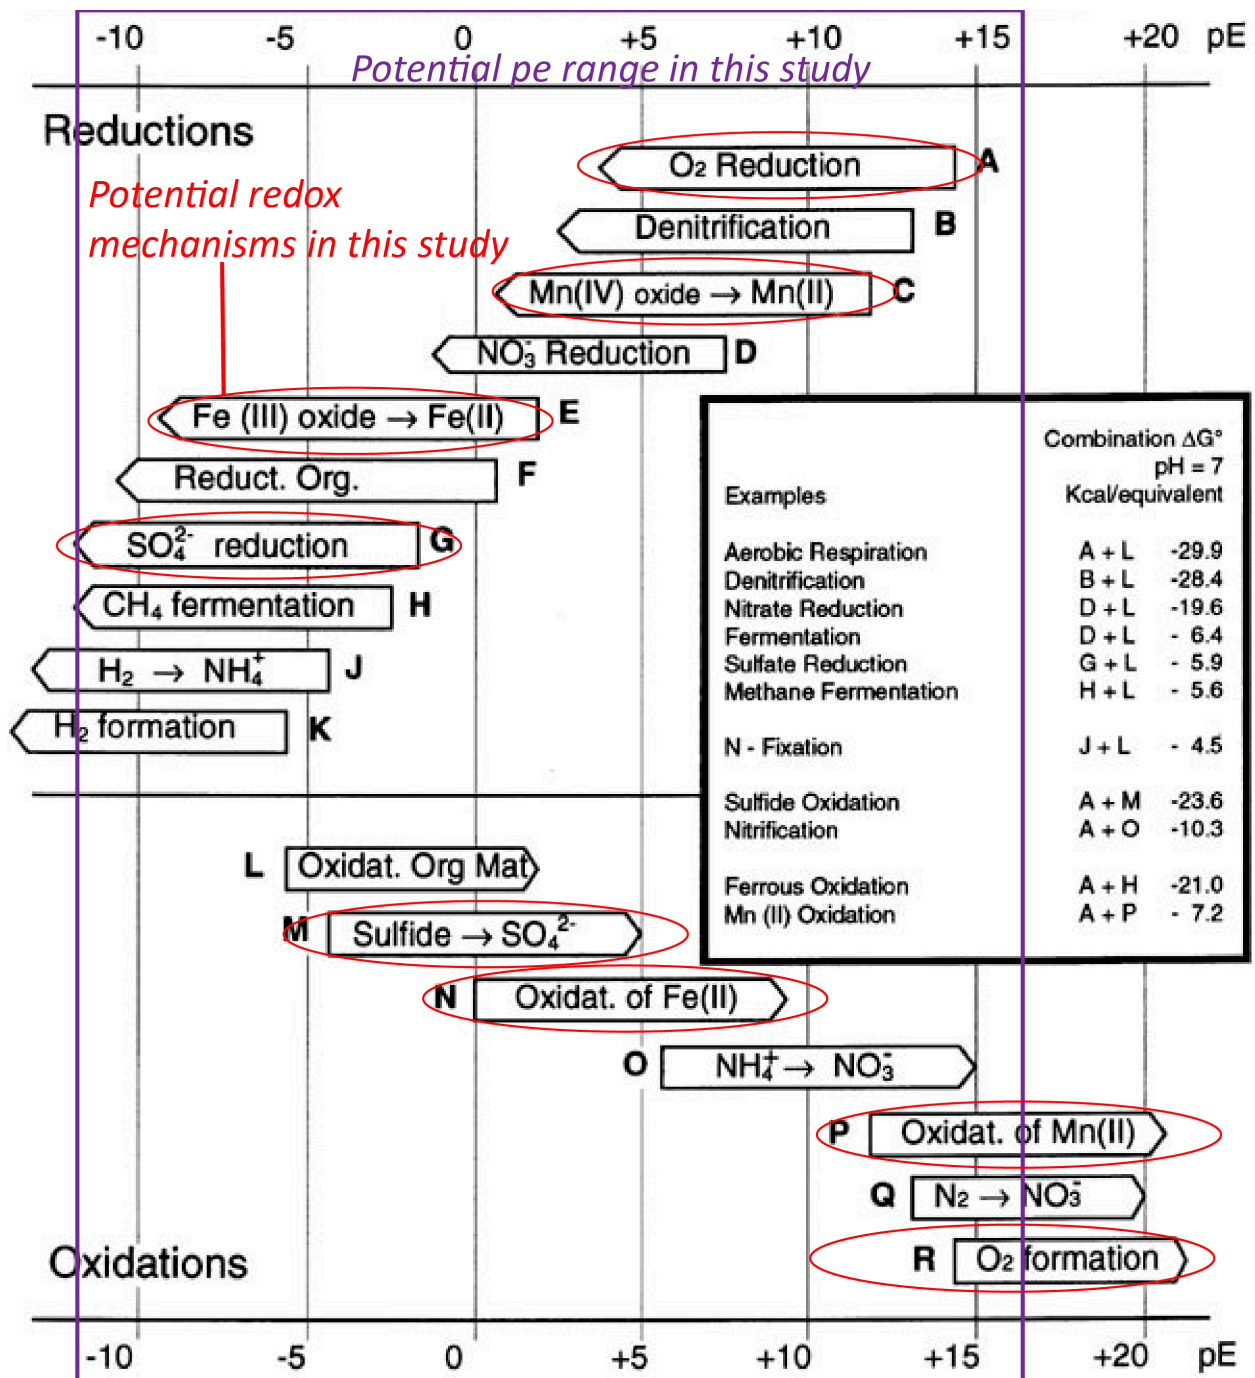 -10 -5 0 +5 +10 +15 +20 pE
Potential pe range in this study
Reductions
O₂ Reduction A
Potential redox
mechanisms in this study
Denitrification B
Mn(IV) oxide → Mn(II) C
NO₃⁻ Reduction D
Fe (III) oxide → Fe(II) E
Reduct. Org. F
SO₄²⁻ reduction G
CH₄ fermentation H
H₂ → NH₄⁺ J
H₂ formation K
Combination ΔG°
pH = 7
Examples Kcal/equivalent
Aerobic Respiration A + L -29.9
Denitrification B + L -28.4
Nitrate Reduction D + L -19.6
Fermentation D + L - 6.4
Sulfate Reduction G + L - 5.9
Methane Fermentation H + L - 5.6
N - Fixation J + L - 4.5
Sulfide Oxidation A + M -23.6
Nitrification A + O -10.3
Ferrous Oxidation A + H -21.0
Mn (II) Oxidation A + P - 7.2
L Oxidat. Org Mat
M Sulfide → SO₄²⁻
N Oxidat. of Fe(II)
O NH₄⁺ → NO₃⁻
P Oxidat. of Mn(II)
Q N₂ → NO₃⁻
R O₂ formation
Oxidations
-10 -5 0 +5 +10 +15 +20 pE